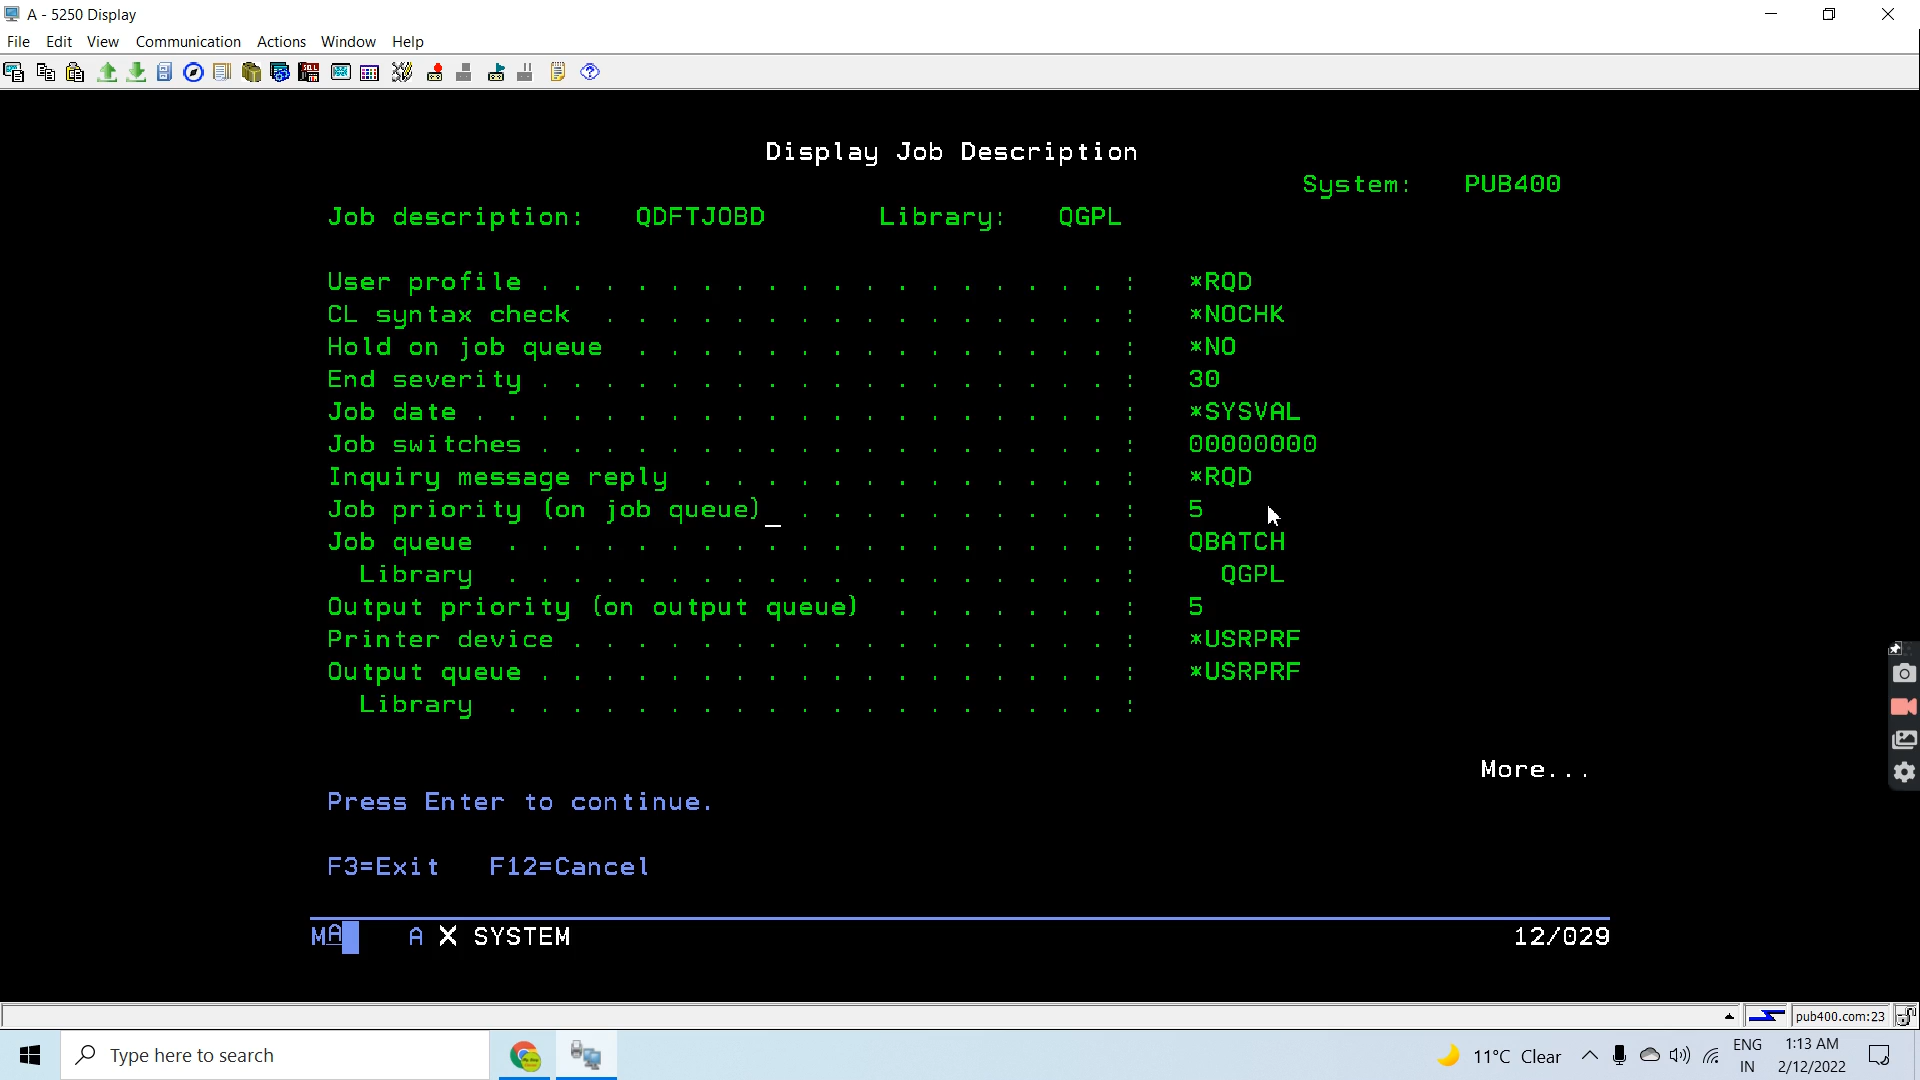 A - 5250 Display
File Edit View Communication Actions Window Help
Display Job Description
System: PUB400
Job description: QDFTJOBD Library: QGPL
User profile . . . . . . . . . . . . . . . . . . : *RQD
CL syntax check . . . . . . . . . . . . . . . . : *NOCHK
Hold on job queue . . . . . . . . . . . . . . . : *NO
End severity . . . . . . . . . . . . . . . . . . : 30
Job date . . . . . . . . . . . . . . . . . . . . : *SYSVAL
Job switches . . . . . . . . . . . . . . . . . . : 00000000
Inquiry message reply . . . . . . . . . . . . . : *RQD
Job priority (on job queue)_ . . . . . . . . . . : 5
Job queue . . . . . . . . . . . . . . . . . . . : QBATCH
Library . . . . . . . . . . . . . . . . . . . : QGPL
Output priority (on output queue) . . . . . . . : 5
Printer device . . . . . . . . . . . . . . . . . : *USRPRF
Output queue . . . . . . . . . . . . . . . . . . : *USRPRF
Library . . . . . . . . . . . . . . . . . . . :
More...
Press Enter to continue.
F3=Exit F12=Cancel
MA A X SYSTEM 12/029
pub400.com:23
Type here to search
11°C Clear
ENG
IN
1:13 AM
2/12/2022